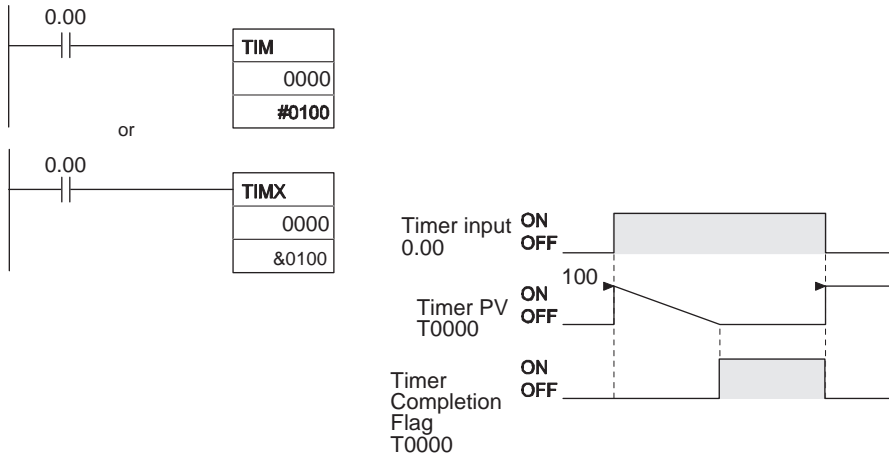 0.00
TIM
0000
#0100
or
0.00
TIMX
0000
&0100
Timer input
0.00
ON
OFF
100
Timer PV
T0000
ON
OFF
Timer
Completion
Flag
T0000
ON
OFF